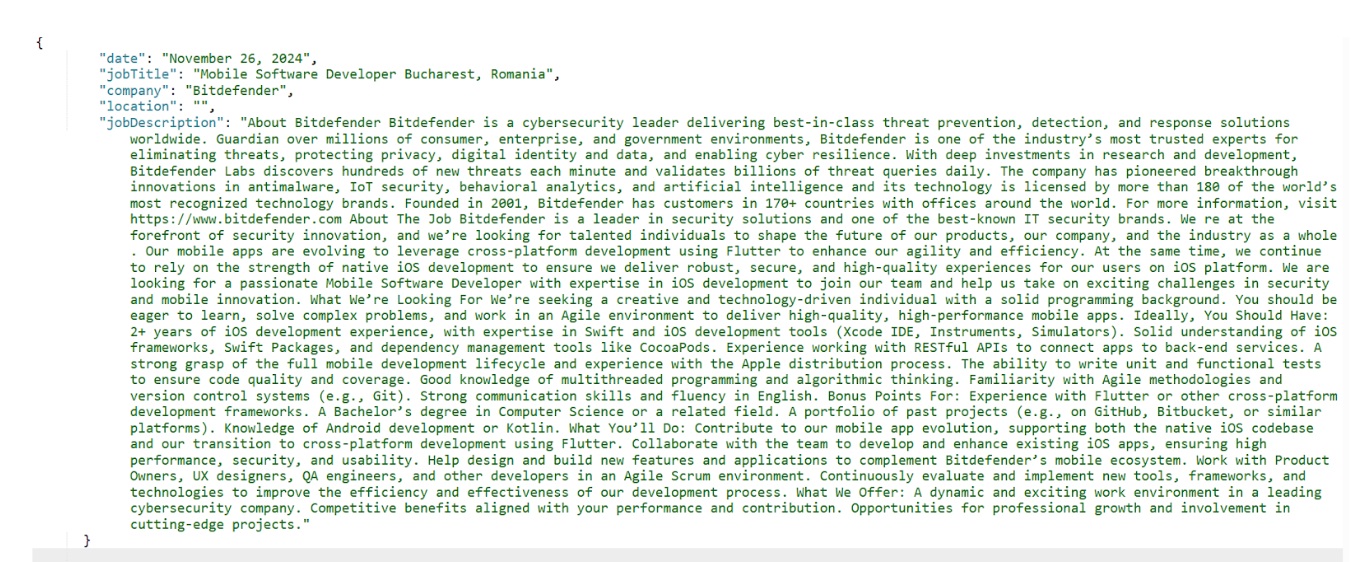 {
"date": "November 26, 2024",
"jobTitle": "Mobile Software Developer Bucharest, Romania",
"company": "Bitdefender",
"location": "",
"jobDescription": "About Bitdefender Bitdefender is a cybersecurity leader delivering best-in-class threat prevention, detection, and response solutions
worldwide. Guardian over millions of consumer, enterprise, and government environments, Bitdefender is one of the industry’s most trusted experts for
eliminating threats, protecting privacy, digital identity and data, and enabling cyber resilience. With deep investments in research and development,
Bitdefender Labs discovers hundreds of new threats each minute and validates billions of threat queries daily. The company has pioneered breakthrough
innovations in antimalware, IoT security, behavioral analytics, and artificial intelligence and its technology is licensed by more than 180 of the world’s
most recognized technology brands. Founded in 2001, Bitdefender has customers in 170+ countries with offices around the world. For more information, visit
https://www.bitdefender.com About The Job Bitdefender is a leader in security solutions and one of the best-known IT security brands. We re at the
forefront of security innovation, and we’re looking for talented individuals to shape the future of our products, our company, and the industry as a whole
. Our mobile apps are evolving to leverage cross-platform development using Flutter to enhance our agility and efficiency. At the same time, we continue
to rely on the strength of native iOS development to ensure we deliver robust, secure, and high-quality experiences for our users on iOS platform. We are
looking for a passionate Mobile Software Developer with expertise in iOS development to join our team and help us take on exciting challenges in security
and mobile innovation. What We’re Looking For We’re seeking a creative and technology-driven individual with a solid programming background. You should be
eager to learn, solve complex problems, and work in an Agile environment to deliver high-quality, high-performance mobile apps. Ideally, You Should Have:
2+ years of iOS development experience, with expertise in Swift and iOS development tools (Xcode IDE, Instruments, Simulators). Solid understanding of iOS
frameworks, Swift Packages, and dependency management tools like CocoaPods. Experience working with RESTful APIs to connect apps to back-end services. A
strong grasp of the full mobile development lifecycle and experience with the Apple distribution process. The ability to write unit and functional tests
to ensure code quality and coverage. Good knowledge of multithreaded programming and algorithmic thinking. Familiarity with Agile methodologies and
version control systems (e.g., Git). Strong communication skills and fluency in English. Bonus Points For: Experience with Flutter or other cross-platform
development frameworks. A Bachelor’s degree in Computer Science or a related field. A portfolio of past projects (e.g., on GitHub, Bitbucket, or similar
platforms). Knowledge of Android development or Kotlin. What You’ll Do: Contribute to our mobile app evolution, supporting both the native iOS codebase
and our transition to cross-platform development using Flutter. Collaborate with the team to develop and enhance existing iOS apps, ensuring high
performance, security, and usability. Help design and build new features and applications to complement Bitdefender’s mobile ecosystem. Work with Product
Owners, UX designers, QA engineers, and other developers in an Agile Scrum environment. Continuously evaluate and implement new tools, frameworks, and
technologies to improve the efficiency and effectiveness of our development process. What We Offer: A dynamic and exciting work environment in a leading
cybersecurity company. Competitive benefits aligned with your performance and contribution. Opportunities for professional growth and involvement in
cutting-edge projects."
}